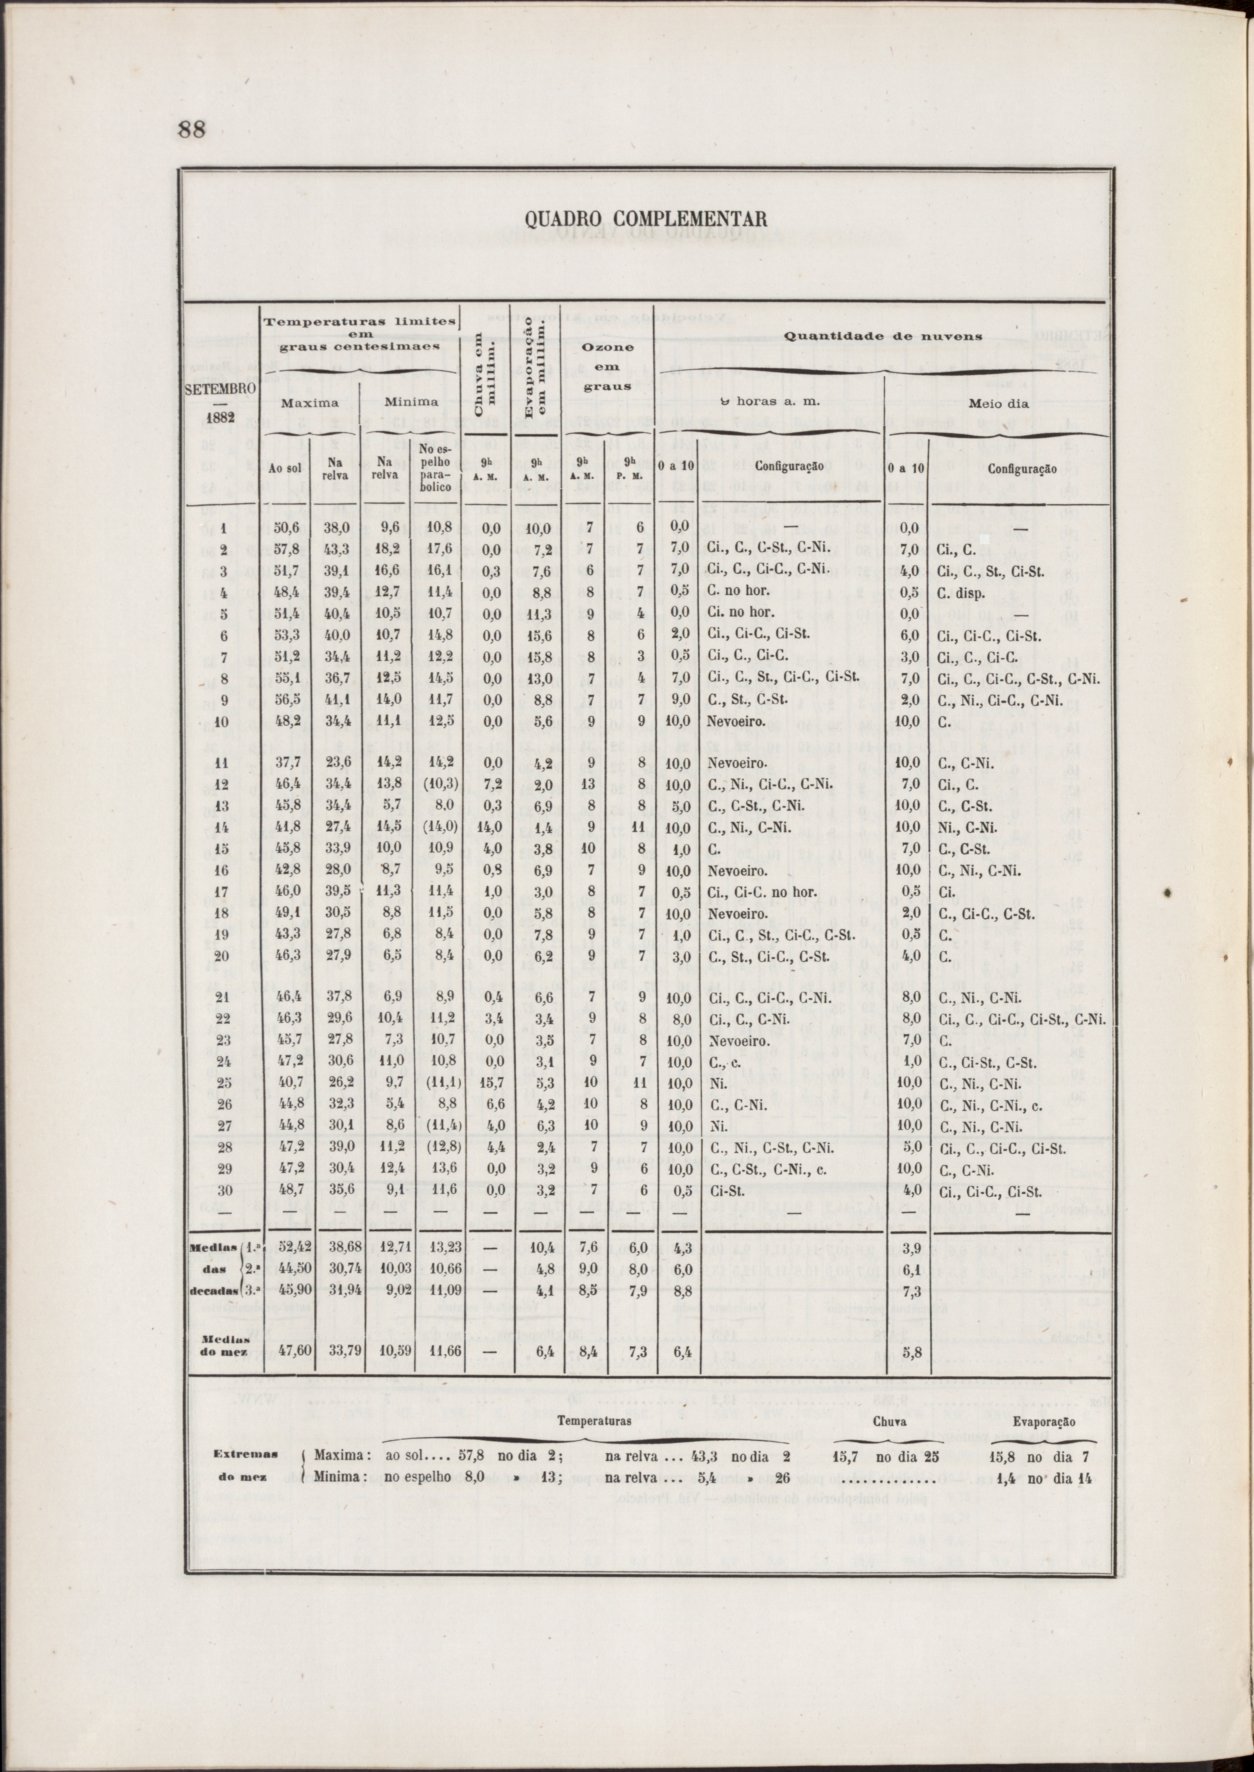 88
QUADRO COMPLEMENTAR
SETEMBRO
—
1882
Temperaturas limites
em
graus centesimaes
Maxima
Minima
Ao sol
Na relva
Na relva
No es-
pelho
para-
bolico
Chuva em millim.
9h A. M.
Evaporação em millim.
9h A. M.
Ozone
em
graus
9h A. M.
9h P. M.
Quantidade de nuvens
9 horas a. m.
Meio dia
0 a 10
Configuração
0 a 10
Configuração
1 50,6 38,0 9,6 10,8 0,0 10,0 7 6 0,0 — 0,0 —
2 57,8 43,3 18,2 17,6 0,0 7,2 7 7 7,0 Ci., C., C-St., C-Ni. 7,0 Ci., C.
3 51,7 39,1 16,6 16,1 0,3 7,6 6 7 7,0 Ci., C., Ci-C., C-Ni. 4,0 Ci., C., St., Ci-St.
4 48,4 39,4 12,7 11,4 0,0 8,8 8 7 0,5 C. no hor. 0,5 C. disp.
5 51,4 40,4 10,5 10,7 0,0 11,3 9 4 0,0 Ci. no hor. 0,0 —
6 53,3 40,0 10,7 14,8 0,0 15,6 8 6 2,0 Ci., Ci-C., Ci-St. 6,0 Ci., Ci-C., Ci-St.
7 51,2 34,4 11,2 12,2 0,0 15,8 8 3 0,5 Ci., C., Ci-C. 3,0 Ci., C., Ci-C.
8 55,1 36,7 12,5 14,5 0,0 13,0 7 4 7,0 Ci., C., St., Ci-C., Ci-St. 7,0 Ci., C., Ci-C., C-St., C-Ni.
9 56,5 41,1 14,0 11,7 0,0 8,8 7 7 9,0 C., St., C-St. 2,0 C., Ni., Ci-C., C-Ni.
10 48,2 34,4 11,1 12,5 0,0 5,6 9 9 10,0 Nevoeiro. 10,0 C.
11 37,7 23,6 14,2 14,2 0,0 4,2 9 8 10,0 Nevoeiro. 10,0 C., C-Ni.
12 46,4 34,4 13,8 (10,3) 7,2 2,0 13 8 10,0 C., Ni., Ci-C., C-Ni. 7,0 Ci., C.
13 45,8 34,4 5,7 8,0 0,3 6,9 8 8 5,0 C., C-St., C-Ni. 10,0 C., C-St.
14 41,8 27,4 14,5 (14,0) 14,0 1,4 9 11 10,0 C., Ni., C-Ni. 10,0 Ni., C-Ni.
15 45,8 33,9 10,0 10,9 4,0 3,8 10 8 1,0 C. 7,0 C., C-St.
16 42,8 28,0 8,7 9,5 0,8 6,9 7 9 10,0 Nevoeiro. 10,0 C., Ni., C-Ni.
17 46,0 39,5 11,3 11,4 1,0 3,0 8 7 0,5 Ci., Ci-C. no hor. 0,5 Ci.
18 49,1 30,5 8,8 11,5 0,0 5,8 8 7 10,0 Nevoeiro. 2,0 C., Ci-C., C-St.
19 43,3 27,8 6,8 8,4 0,0 7,8 9 7 1,0 Ci., C., St., Ci-C., C-St. 0,5 C.
20 46,3 27,9 6,5 8,4 0,0 6,2 9 7 3,0 C., St., Ci-C., C-St. 4,0 C.
21 46,4 37,8 6,9 8,9 0,4 6,6 7 9 10,0 Ci., C., Ci-C., C-Ni. 8,0 C., Ni., C-Ni.
22 46,3 29,6 10,4 11,2 3,4 3,4 9 8 8,0 Ci., C., C-Ni. 8,0 Ci., C., Ci-C., Ci-St., C-Ni.
23 45,7 27,8 7,3 10,7 0,0 3,5 7 8 10,0 Nevoeiro. 7,0 C.
24 47,2 30,6 11,0 10,8 0,0 3,1 9 7 10,0 C., c. 1,0 C., Ci-St., C-St.
25 40,7 26,2 9,7 (11,1) 15,7 5,3 10 11 10,0 Ni. 10,0 C., Ni., C-Ni.
26 44,8 32,3 5,4 8,8 6,6 4,2 10 8 10,0 C., C-Ni. 10,0 C., Ni., C-Ni., c.
27 44,8 30,1 8,6 (11,4) 4,0 6,3 10 9 10,0 Ni. 10,0 C., Ni., C-Ni.
28 47,2 39,0 11,2 (12,8) 4,4 2,4 7 7 10,0 C., Ni., C-St., C-Ni. 5,0 Ci., C., Ci-C., Ci-St.
29 47,2 30,4 12,4 13,6 0,0 3,2 9 6 10,0 C., C-St., C-Ni., c. 10,0 C., C-Ni.
30 48,7 35,6 9,1 11,6 0,0 3,2 7 6 0,5 Ci-St. 4,0 Ci., Ci-C., Ci-St.
— — — — — — — — — — — — —
Medias 1.ª 52,42 38,68 12,71 13,23 — 10,4 7,6 6,0 4,3 3,9
das 2.ª 44,50 30,74 10,03 10,66 — 4,8 9,0 8,0 6,0 6,1
decadas 3.ª 45,90 31,94 9,02 11,09 — 4,1 8,5 7,9 8,8 7,3
Medias
do mez 47,60 33,79 10,59 11,66 — 6,4 8,4 7,3 6,4 5,8
Temperaturas Chuva Evaporação
Extremas Maxima: ao sol.... 57,8 no dia 2; na relva ... 43,3 no dia 2 15,7 no dia 25 15,8 no dia 7
do mez Minima: no espelho 8,0 » 13; na relva ... 5,4 » 26 ............. 1,4 no dia 14